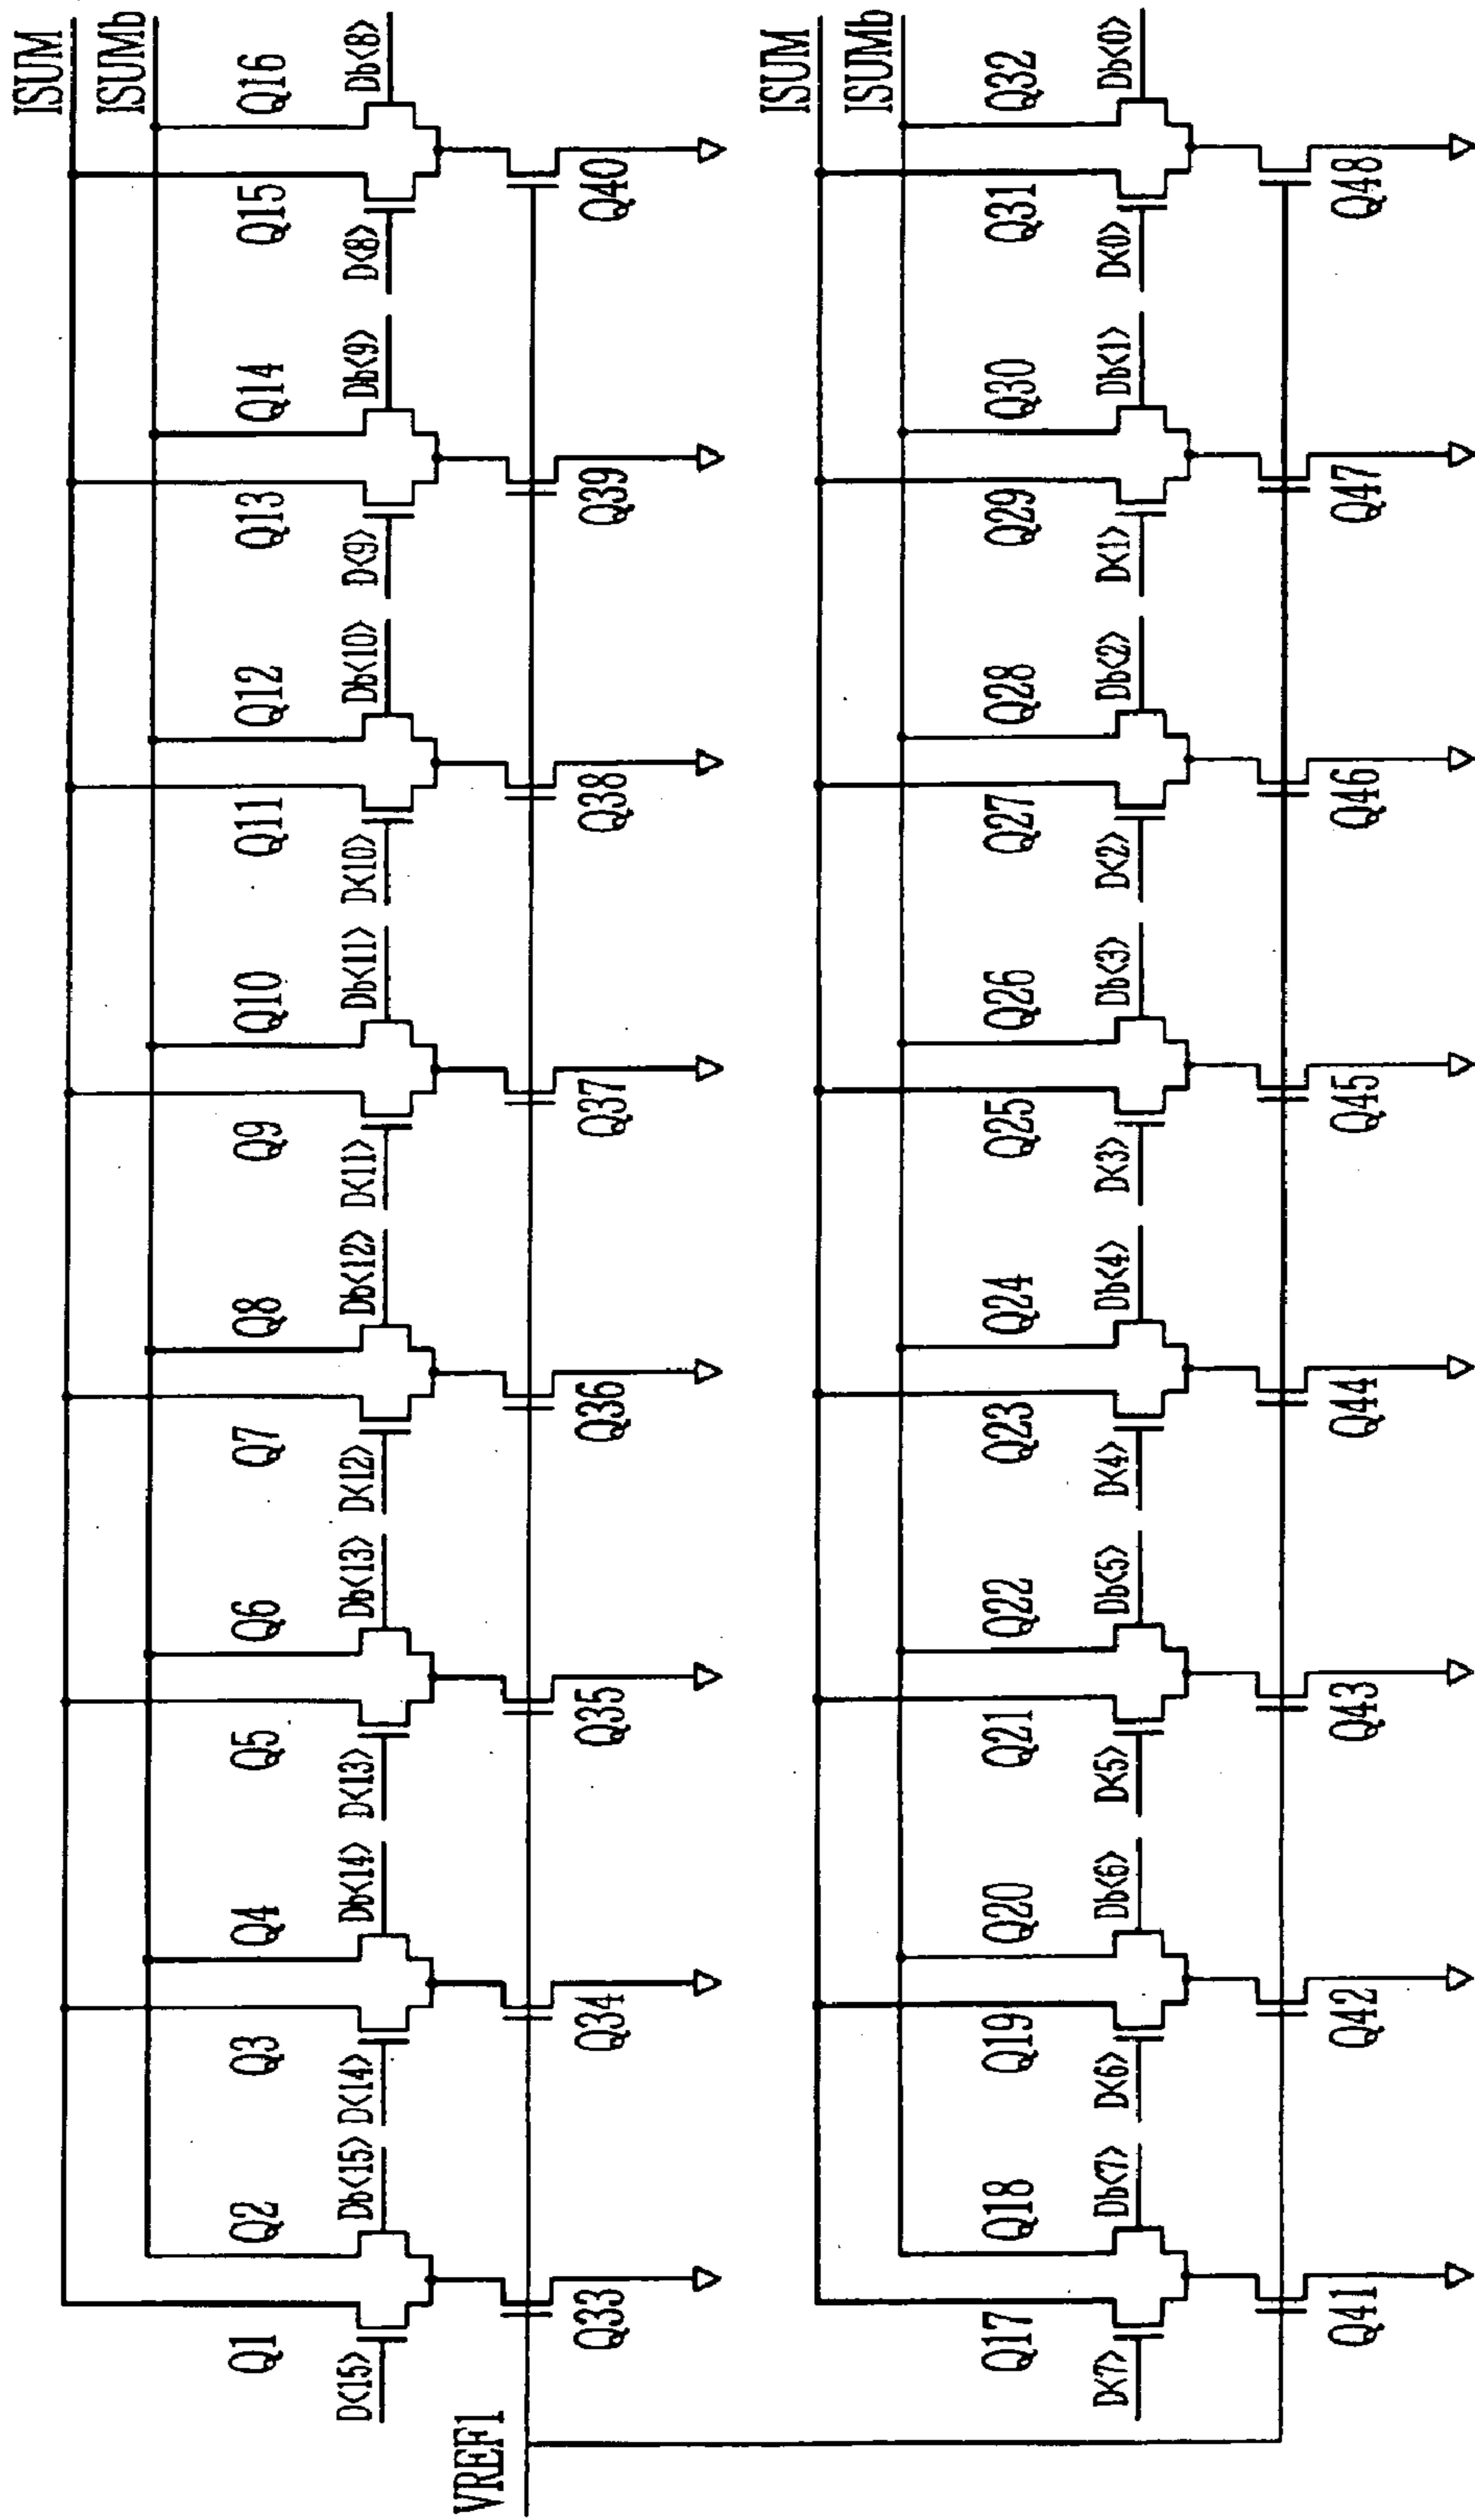 ISUM
ISUMb
Q1 Q2 Q3 Q4 Q5 Q6 Q7 Q8 Q9 Q10 Q11 Q12 Q13 Q14 Q15 Q16
D<15> Db<15> D<14> Db<14> D<13> Db<13> D<12> Db<12> D<11> Db<11> D<10> Db<10> D<9> Db<9> D<8> Db<8>
VREF1
Q33 Q34 Q35 Q36 Q37 Q38 Q39 Q40
ISUM
ISUMb
Q17 Q18 Q19 Q20 Q21 Q22 Q23 Q24 Q25 Q26 Q27 Q28 Q29 Q30 Q31 Q32
D<7> Db<7> D<6> Db<6> D<5> Db<5> D<4> Db<4> D<3> Db<3> D<2> Db<2> D<1> Db<1> D<0> Db<0>
Q41 Q42 Q43 Q44 Q45 Q46 Q47 Q48